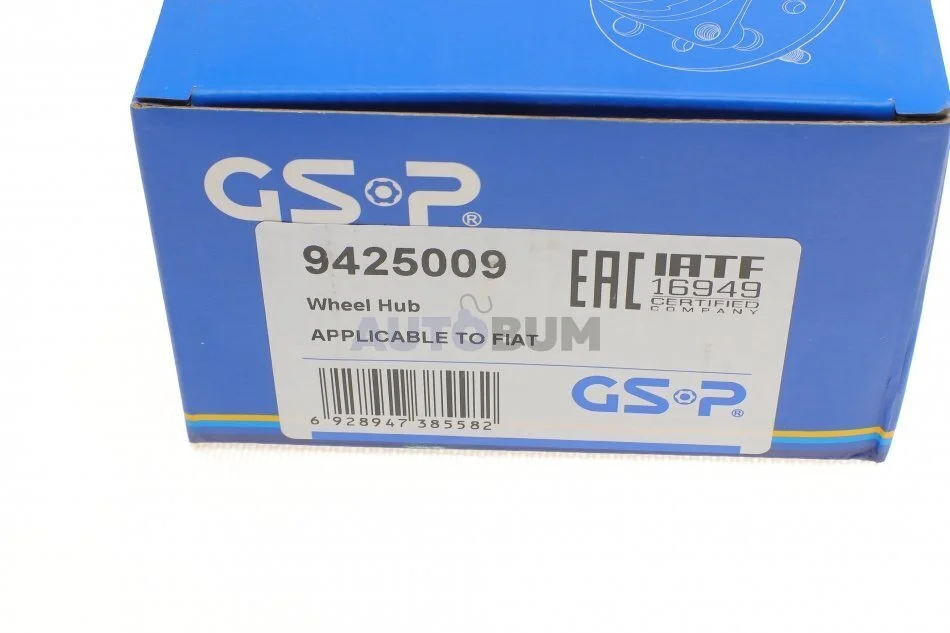 GSP®
9425009
EAC
IATF
16949
CERTIFIED
COMPANY
Wheel Hub
AUTOBUM
APPLICABLE TO FIAT
GSP®
6 928947 385582